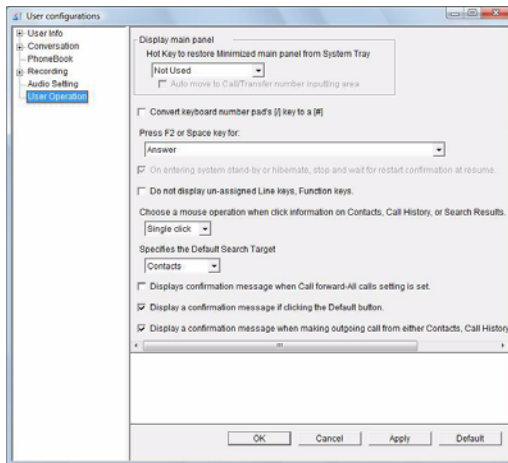 User configurations
User Info
Conversation
PhoneBook
Recording
Audio Setting
User Operation
Display main panel
Hot Key to restore Minimized main panel from System Tray
Not Used
Auto move to Call/Transfer number inputting area
Convert keyboard number pad's [/] key to a [#]
Press F2 or Space key for:
Answer
On entering system stand-by or hibernate, stop and wait for restart confirmation at resume.
Do not display un-assigned Line keys, Function keys.
Choose a mouse operation when click information on Contacts, Call History, or Search Results.
Single click
Specifies the Default Search Target
Contacts
Displays confirmation message when Call forward-All calls setting is set.
Display a confirmation message if clicking the Default button.
Display a confirmation message when making outgoing call from either Contacts, Call History
OK
Cancel
Apply
Default